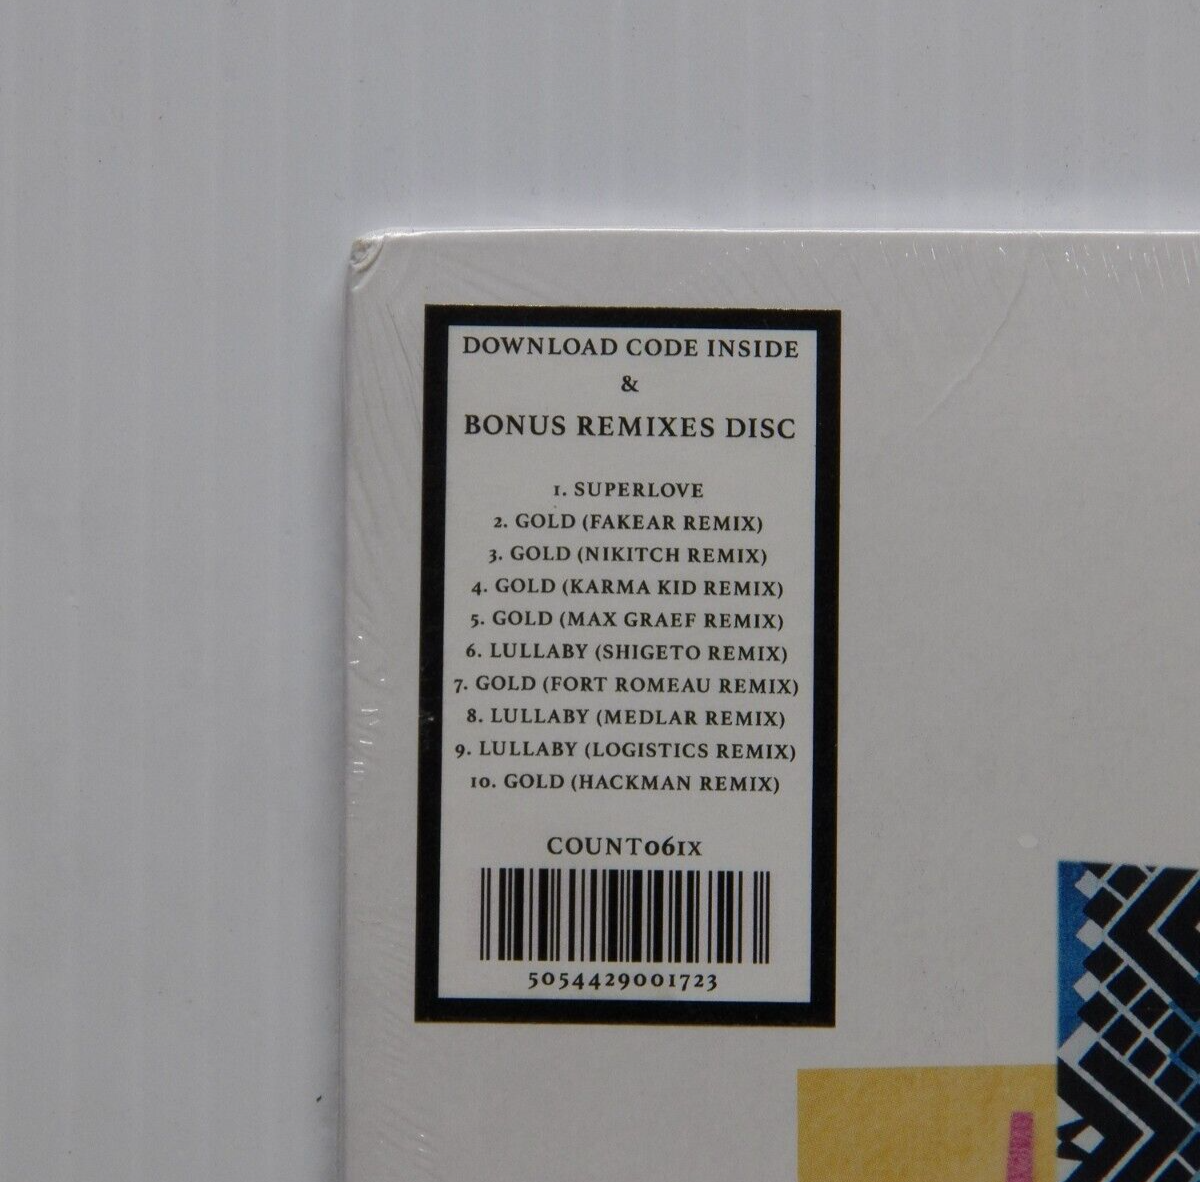 DOWNLOAD CODE INSIDE
&
BONUS REMIXES DISC
1. SUPERLOVE
2. GOLD (FAKEAR REMIX)
3. GOLD (NIKITCH REMIX)
4. GOLD (KARMA KID REMIX)
5. GOLD (MAX GRAEF REMIX)
6. LULLABY (SHIGETO REMIX)
7. GOLD (FORT ROMEAU REMIX)
8. LULLABY (MEDLAR REMIX)
9. LULLABY (LOGISTICS REMIX)
10. GOLD (HACKMAN REMIX)
COUNT061X
5054429001723